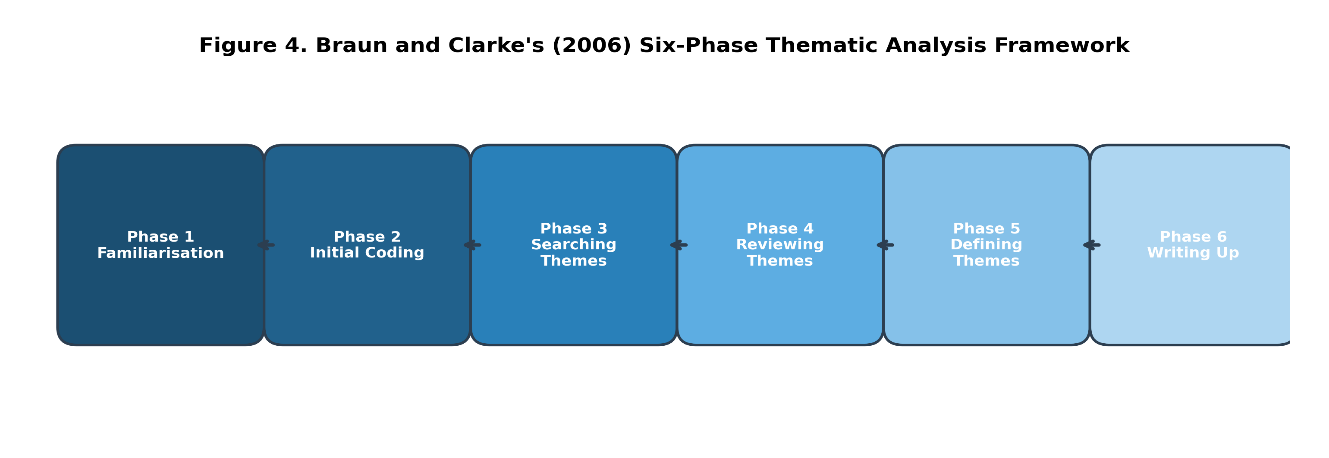 Figure 4. Braun and Clarke's (2006) Six-Phase Thematic Analysis Framework
Phase 1
Familiarisation
Phase 2
Initial Coding
Phase 3
Searching
Themes
Phase 4
Reviewing
Themes
Phase 5
Defining
Themes
Phase 6
Writing Up